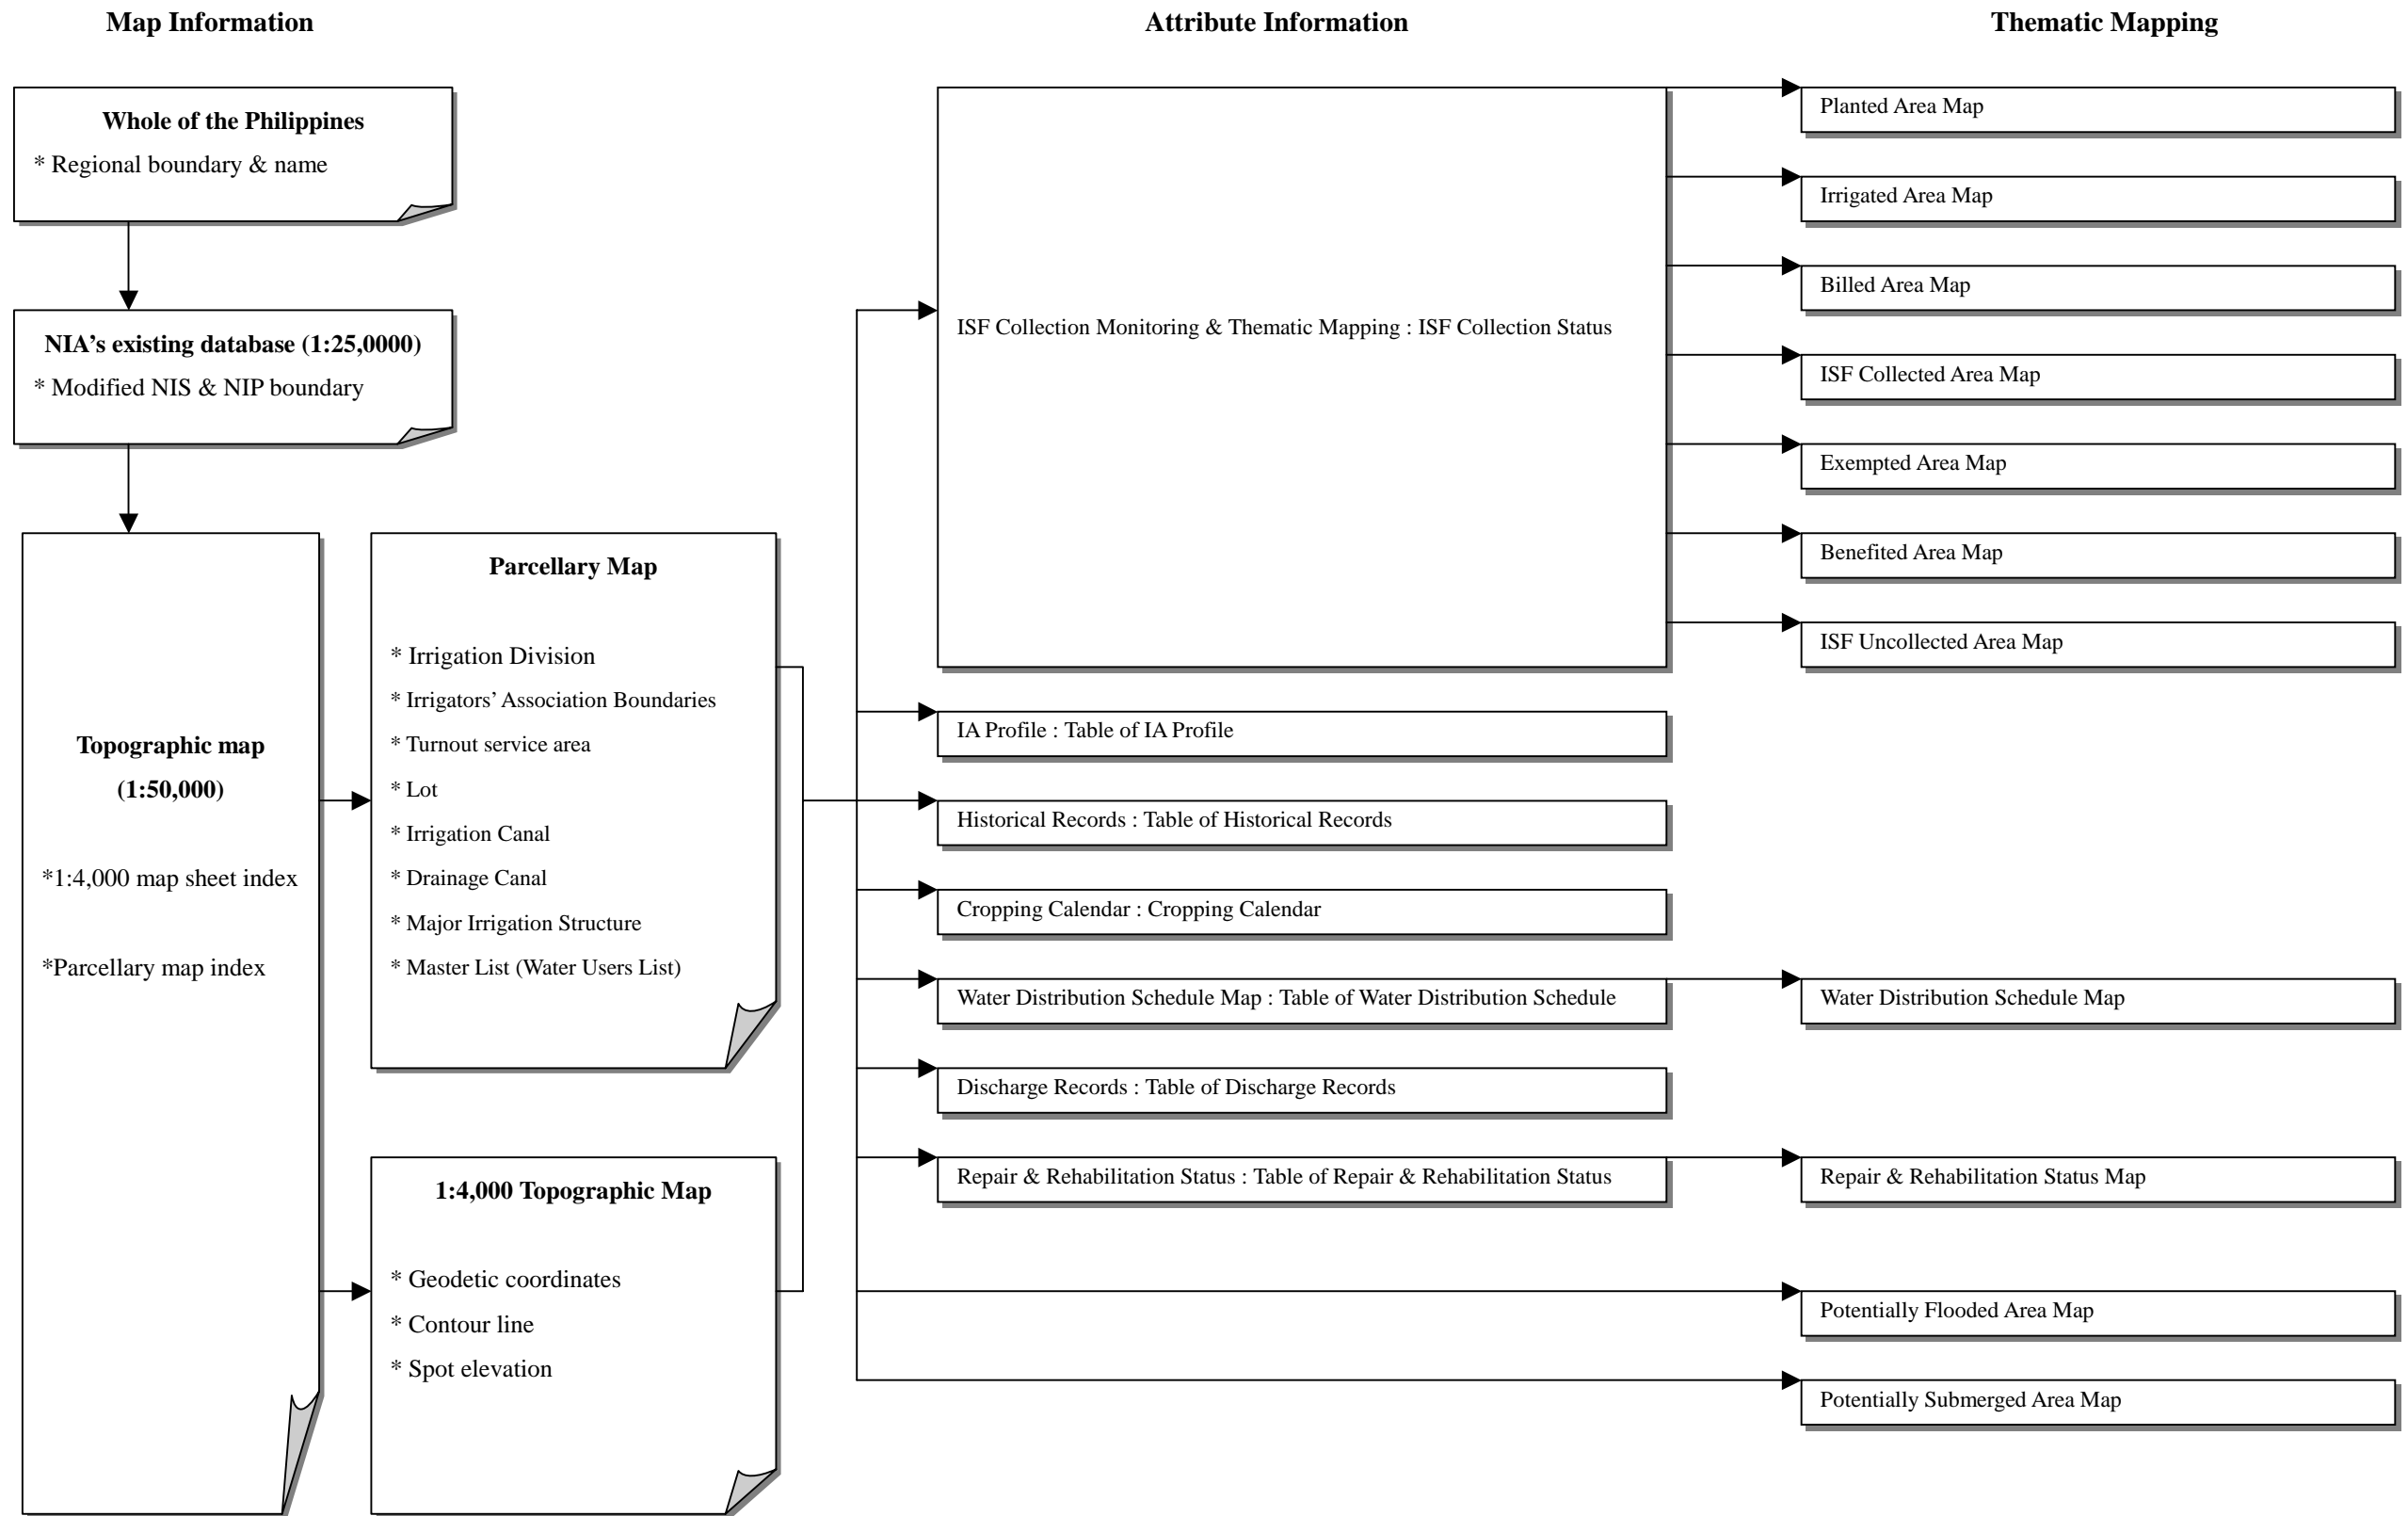 Map Information
Attribute Information
Thematic Mapping
Whole of the Philippines
* Regional boundary & name
NIA's existing database (1:25,0000)
* Modified NIS & NIP boundary
Topographic map
(1:50,000)
*1:4,000 map sheet index
*Parcellary map index
Parcellary Map
* Irrigation Division
* Irrigators' Association Boundaries
* Turnout service area
* Lot
* Irrigation Canal
* Drainage Canal
* Major Irrigation Structure
* Master List (Water Users List)
1:4,000 Topographic Map
* Geodetic coordinates
* Contour line
* Spot elevation
ISF Collection Monitoring & Thematic Mapping : ISF Collection Status
IA Profile : Table of IA Profile
Historical Records : Table of Historical Records
Cropping Calendar : Cropping Calendar
Water Distribution Schedule Map : Table of Water Distribution Schedule
Discharge Records : Table of Discharge Records
Repair & Rehabilitation Status : Table of Repair & Rehabilitation Status
Planted Area Map
Irrigated Area Map
Billed Area Map
ISF Collected Area Map
Exempted Area Map
Benefited Area Map
ISF Uncollected Area Map
Water Distribution Schedule Map
Repair & Rehabilitation Status Map
Potentially Flooded Area Map
Potentially Submerged Area Map